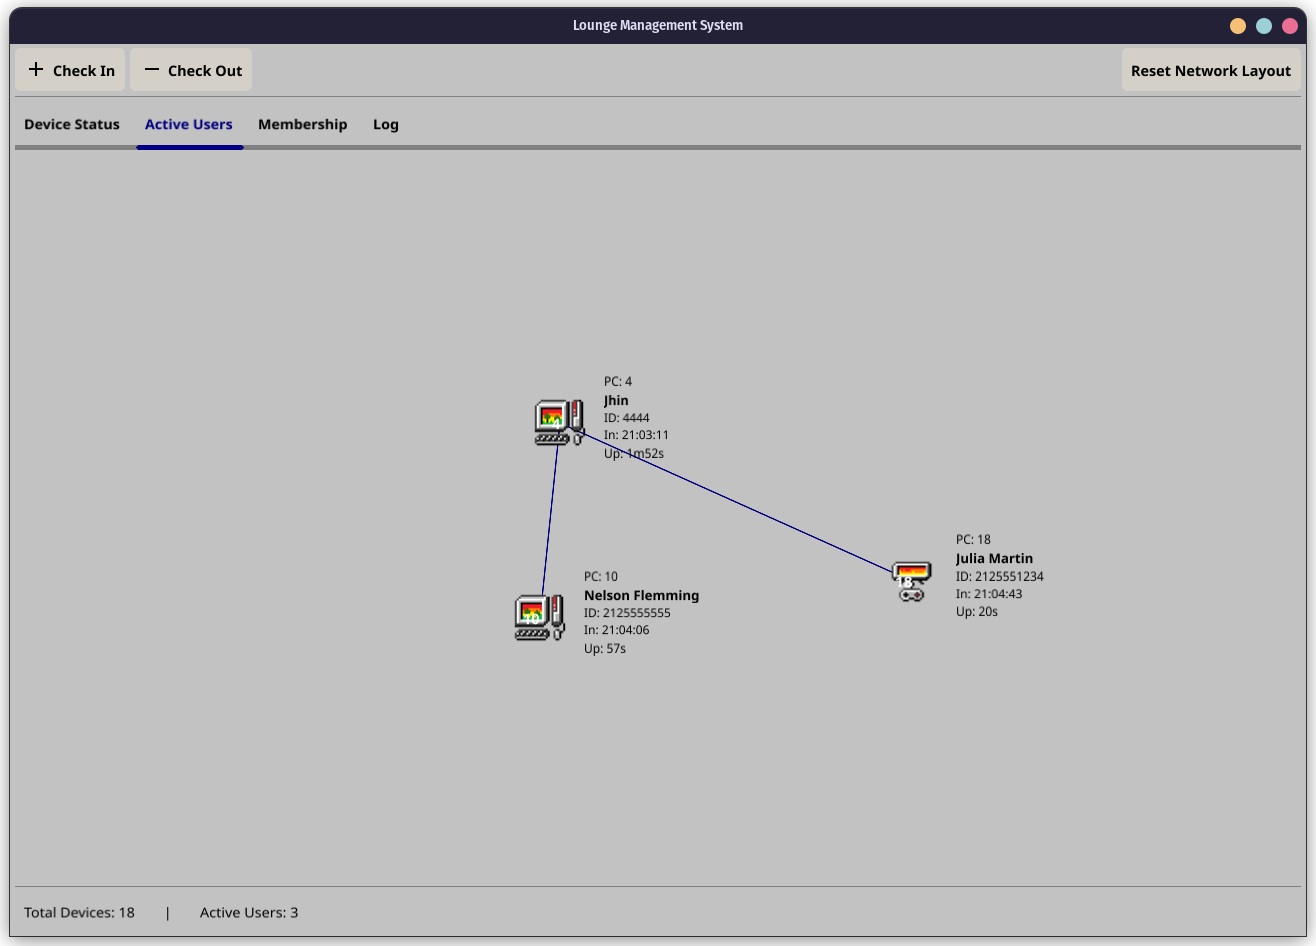 Lounge Management System
+ Check In
— Check Out
Reset Network Layout
Device Status
Active Users
Membership
Log
PC: 4
Jhin
ID: 4444
In: 21:03:11
Up: 1m52s
PC: 18
Julia Martin
ID: 2125551234
In: 21:04:43
Up: 20s
18
PC: 10
Nelson Flemming
ID: 2125555555
In: 21:04:06
Up: 57s
Total Devices: 18 | Active Users: 3